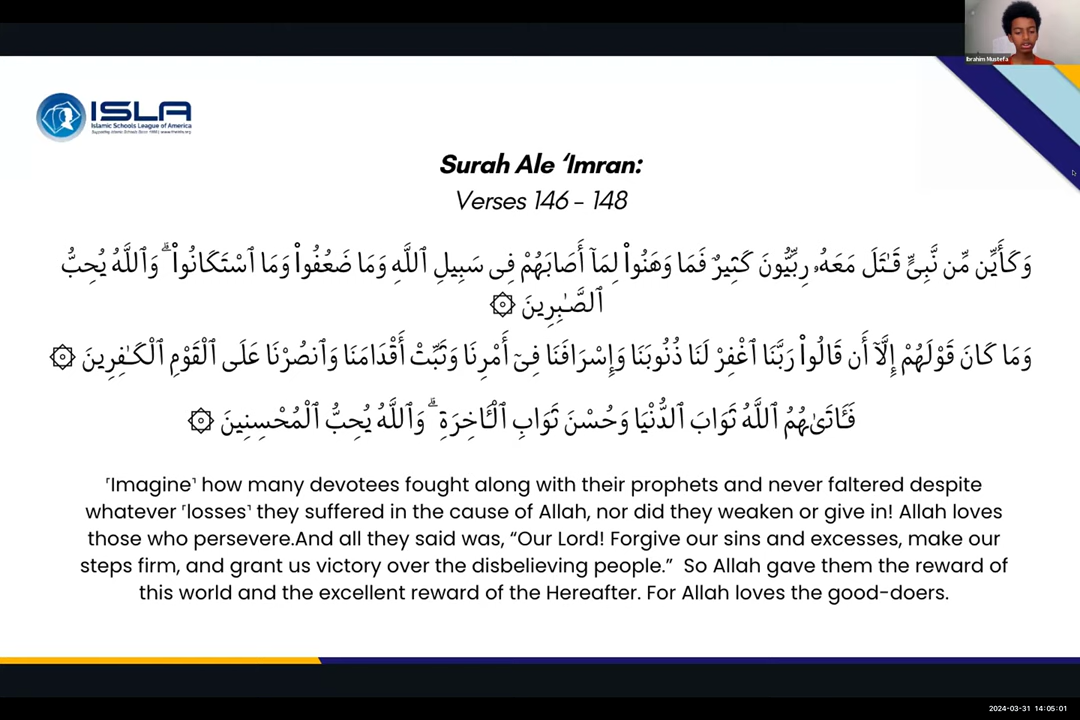 Ibrahim Mustefa
ISLA
Islamic Schools League of America
Surah Ale ‘Imran:
Verses 146 – 148
وَكَأَيِّن مِّن نَّبِىٍّ قَـٰتَلَ مَعَهُۥ رِبِّيُّونَ كَثِيرٌ فَمَا وَهَنُوا۟ لِمَآ أَصَابَهُمْ فِى سَبِيلِ ٱللَّهِ وَمَا ضَعُفُوا۟ وَمَا ٱسْتَكَانُوا۟ ۗ وَٱللَّهُ يُحِبُّ
ٱلصَّـٰبِرِينَ ۞
وَمَا كَانَ قَوْلَهُمْ إِلَّآ أَن قَالُوا۟ رَبَّنَا ٱغْفِرْ لَنَا ذُنُوبَنَا وَإِسْرَافَنَا فِىٓ أَمْرِنَا وَثَبِّتْ أَقْدَامَنَا وَٱنصُرْنَا عَلَى ٱلْقَوْمِ ٱلْكَـٰفِرِينَ ۞
فَـَٔاتَىٰهُمُ ٱللَّهُ ثَوَابَ ٱلدُّنْيَا وَحُسْنَ ثَوَابِ ٱلْـَٔاخِرَةِ ۗ وَٱللَّهُ يُحِبُّ ٱلْمُحْسِنِينَ ۞
˹Imagine˺ how many devotees fought along with their prophets and never faltered despite
whatever ˹losses˺ they suffered in the cause of Allah, nor did they weaken or give in! Allah loves
those who persevere.And all they said was, “Our Lord! Forgive our sins and excesses, make our
steps firm, and grant us victory over the disbelieving people.” So Allah gave them the reward of
this world and the excellent reward of the Hereafter. For Allah loves the good-doers.
2024-03-31 14:05:01